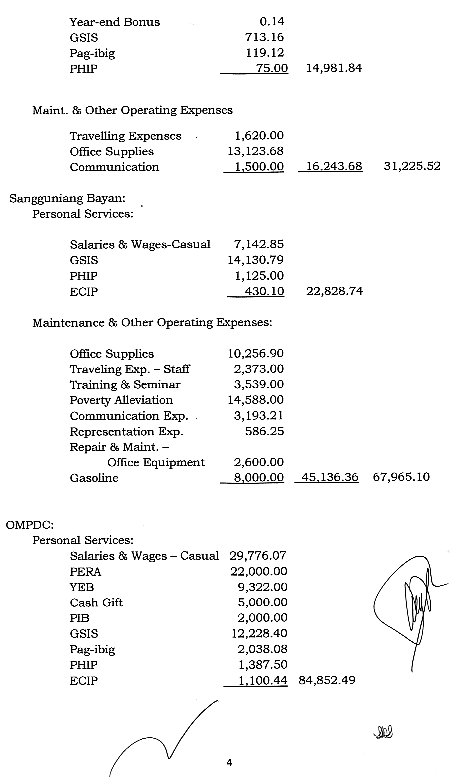 Year-end Bonus 0.14
GSIS 713.16
Pag-ibig 119.12
PHIP 75.00 14,981.84
Maint. & Other Operating Expenses
Travelling Expenses 1,620.00
Office Supplies 13,123.68
Communication 1,500.00 16.243.68 31,225.52
Sangguniang Bayan:
Personal Services:
Salaries & Wages-Casual 7,142.85
GSIS 14,130.79
PHIP 1,125.00
ECIP 430.10 22,828.74
Maintenance & Other Operating Expenses:
Office Supplies 10,256.90
Traveling Exp. – Staff 2,373.00
Training & Seminar 3,539.00
Poverty Alleviation 14,588.00
Communication Exp. 3,193.21
Representation Exp. 586.25
Repair & Maint. –
Office Equipment 2,600.00
Gasoline 8,000.00 45,136.36 67,965.10
OMPDC:
Personal Services:
Salaries & Wages – Casual 29,776.07
PERA 22,000.00
YEB 9,322.00
Cash Gift 5,000.00
PIB 2,000.00
GSIS 12,228.40
Pag-ibig 2,038.08
PHIP 1,387.50
ECIP 1,100.44 84,852.49
4